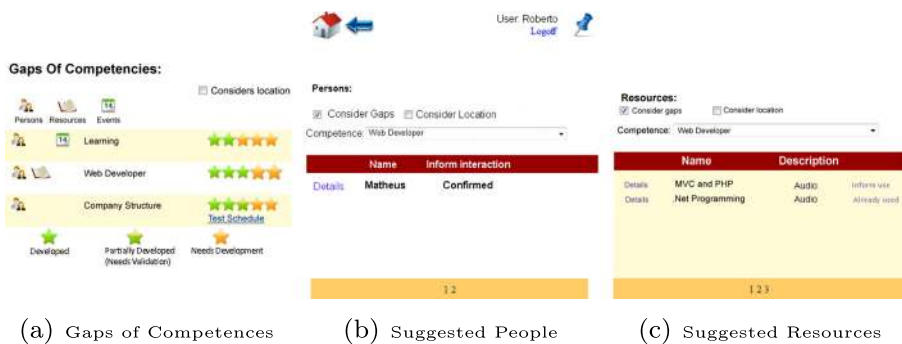 Gaps Of Competencies:
Considers location
Persons Resources Events
14
14 Learning
Web Developer
Company Structure
Test Schedule
Developed Partially Developed Needs Development
(Needs Validation)
(a) Gaps of Competences
User: Roberto
Logoff
Persons:
Consider Gaps Consider Location
Competence: Web Developer
Name Inform interaction
Details Matheus Confirmed
1 2
(b) Suggested People
Resources:
Consider gaps Consider location
Competence: Web Developer
Name Description
Details MVC and PHP Audio Inform use
Details .Net Programming Audio Already used
1 2 3
(c) Suggested Resources